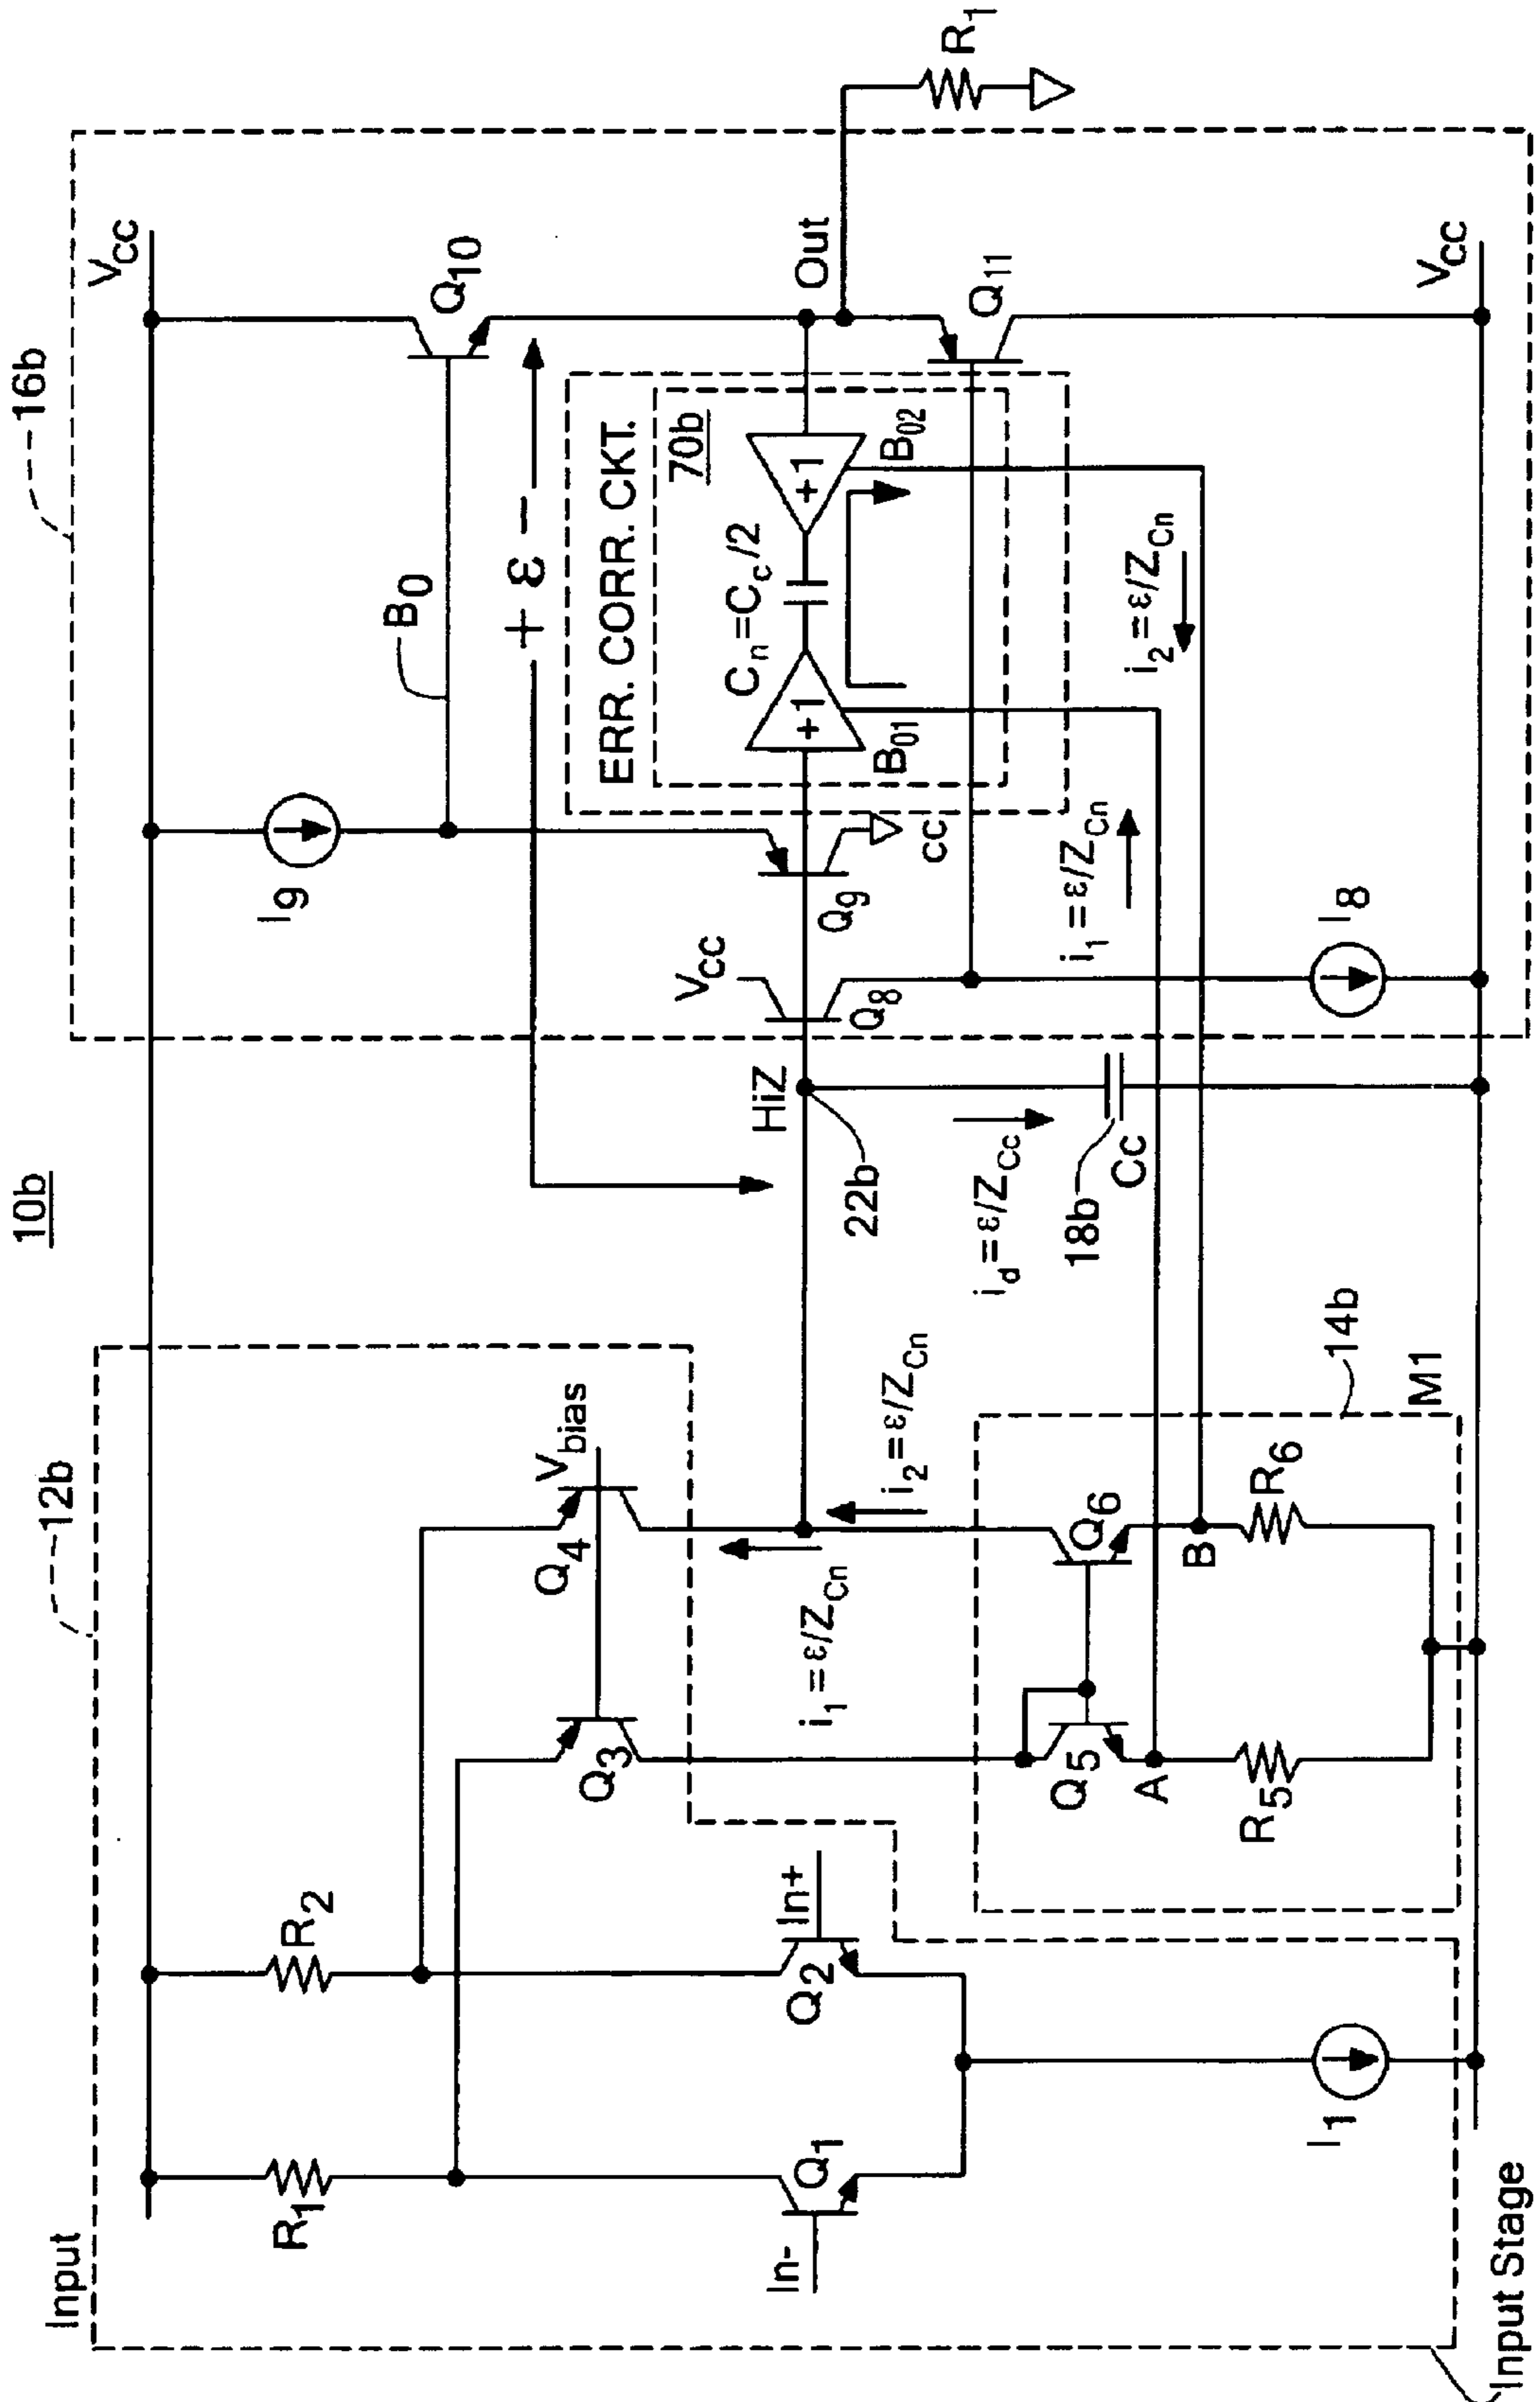 10b
12b
16b
Input
Input Stage
R1
R2
In-
In+
Q1
Q2
I1
Q3
Q4
Vbias
i1 = ε/ZCn
i2 = ε/ZCn
Q5
Q6
A
B
R5
R6
14b
M1
HiZ
22b
id = ε/ZCc
18b
Cc
VCC
VCC
VCC
I9
B0
+ ε -
Q10
Q9
cc
Q8
I8
ERR. CORR. CKT.
70b
Cn=Cc/2
+1
+1
B01
B02
Out
Q11
R1
i1 = ε/ZCn
i2 = ε/ZCn